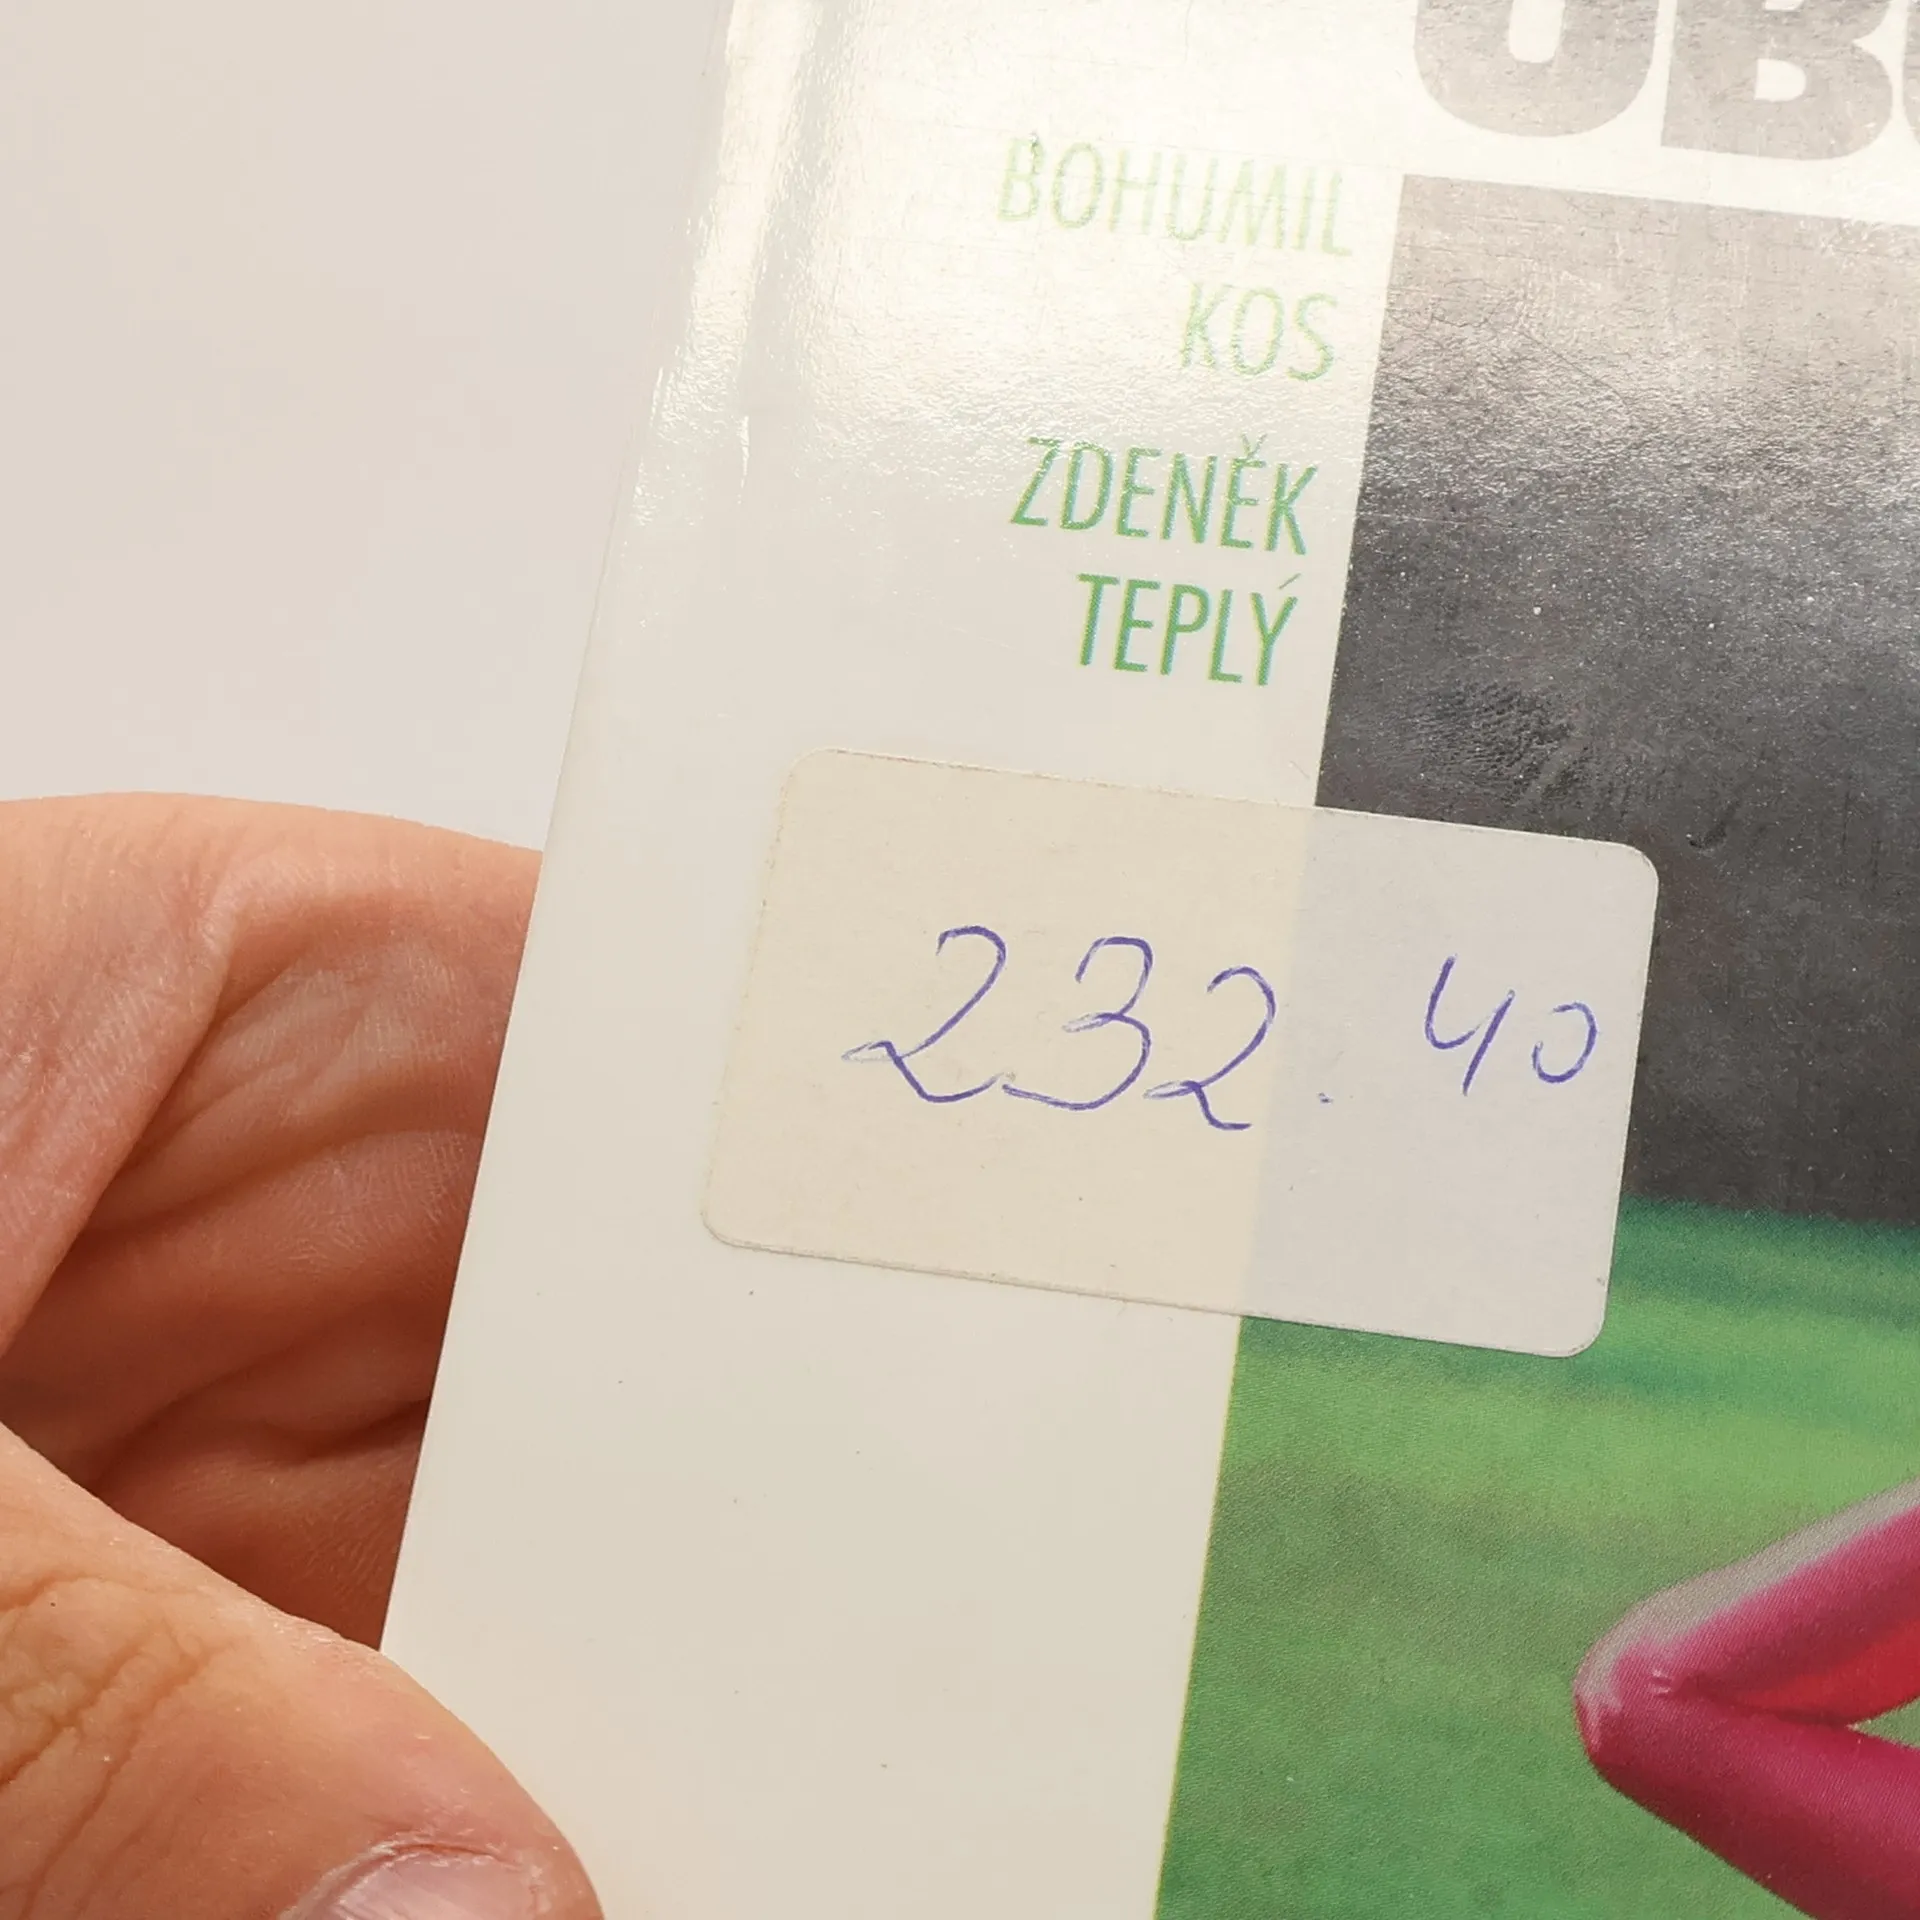 BOHUMIL
KOS
ZDENĚK
TEPLÝ
232.40